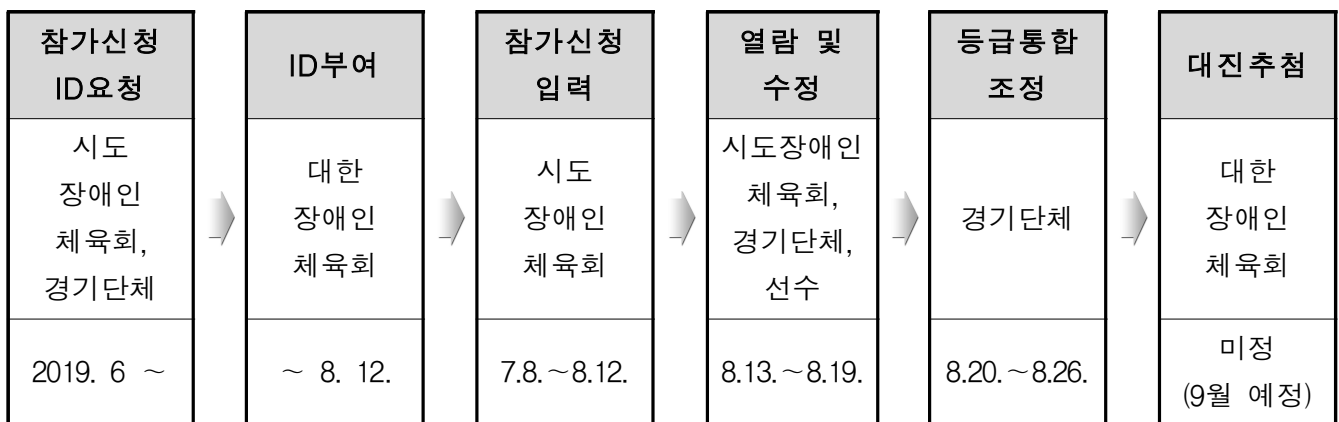 참가신청
ID요청
시도
장애인
체육회,
경기단체
2019. 6 ~
ID부여
대한
장애인
체육회
~ 8. 12.
참가신청
입력
시도
장애인
체육회
7.8.~8.12.
열람 및
수정
시도장애인
체육회,
경기단체,
선수
8.13.~8.19.
등급통합
조정
경기단체
8.20.~8.26.
대진추첨
대한
장애인
체육회
미정
(9월 예정)